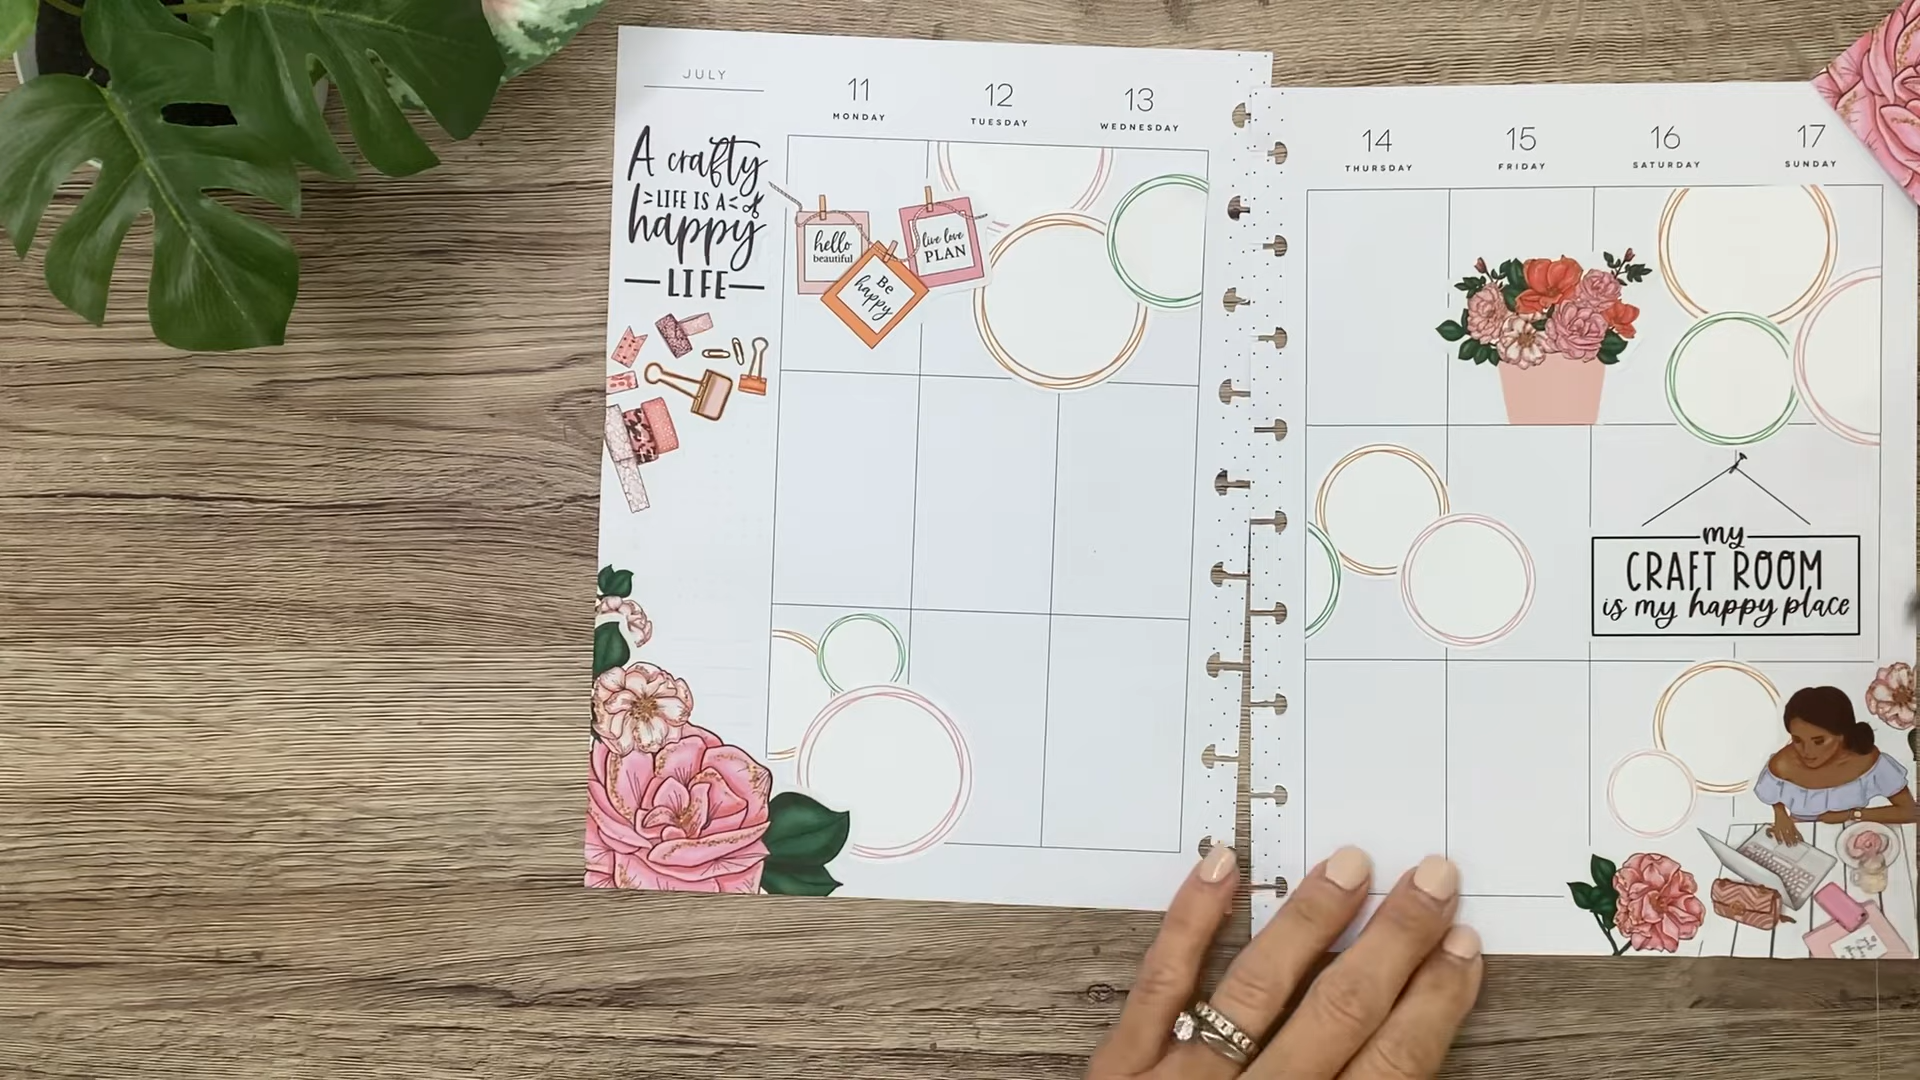 JULY
11
MONDAY
12
TUESDAY
13
WEDNESDAY
A crafty
LIFE IS A
happy
LIFE
hello
beautiful
Be
happy
live love
PLAN
14
THURSDAY
15
FRIDAY
16
SATURDAY
17
SUNDAY
my
CRAFT ROOM
is my happy place